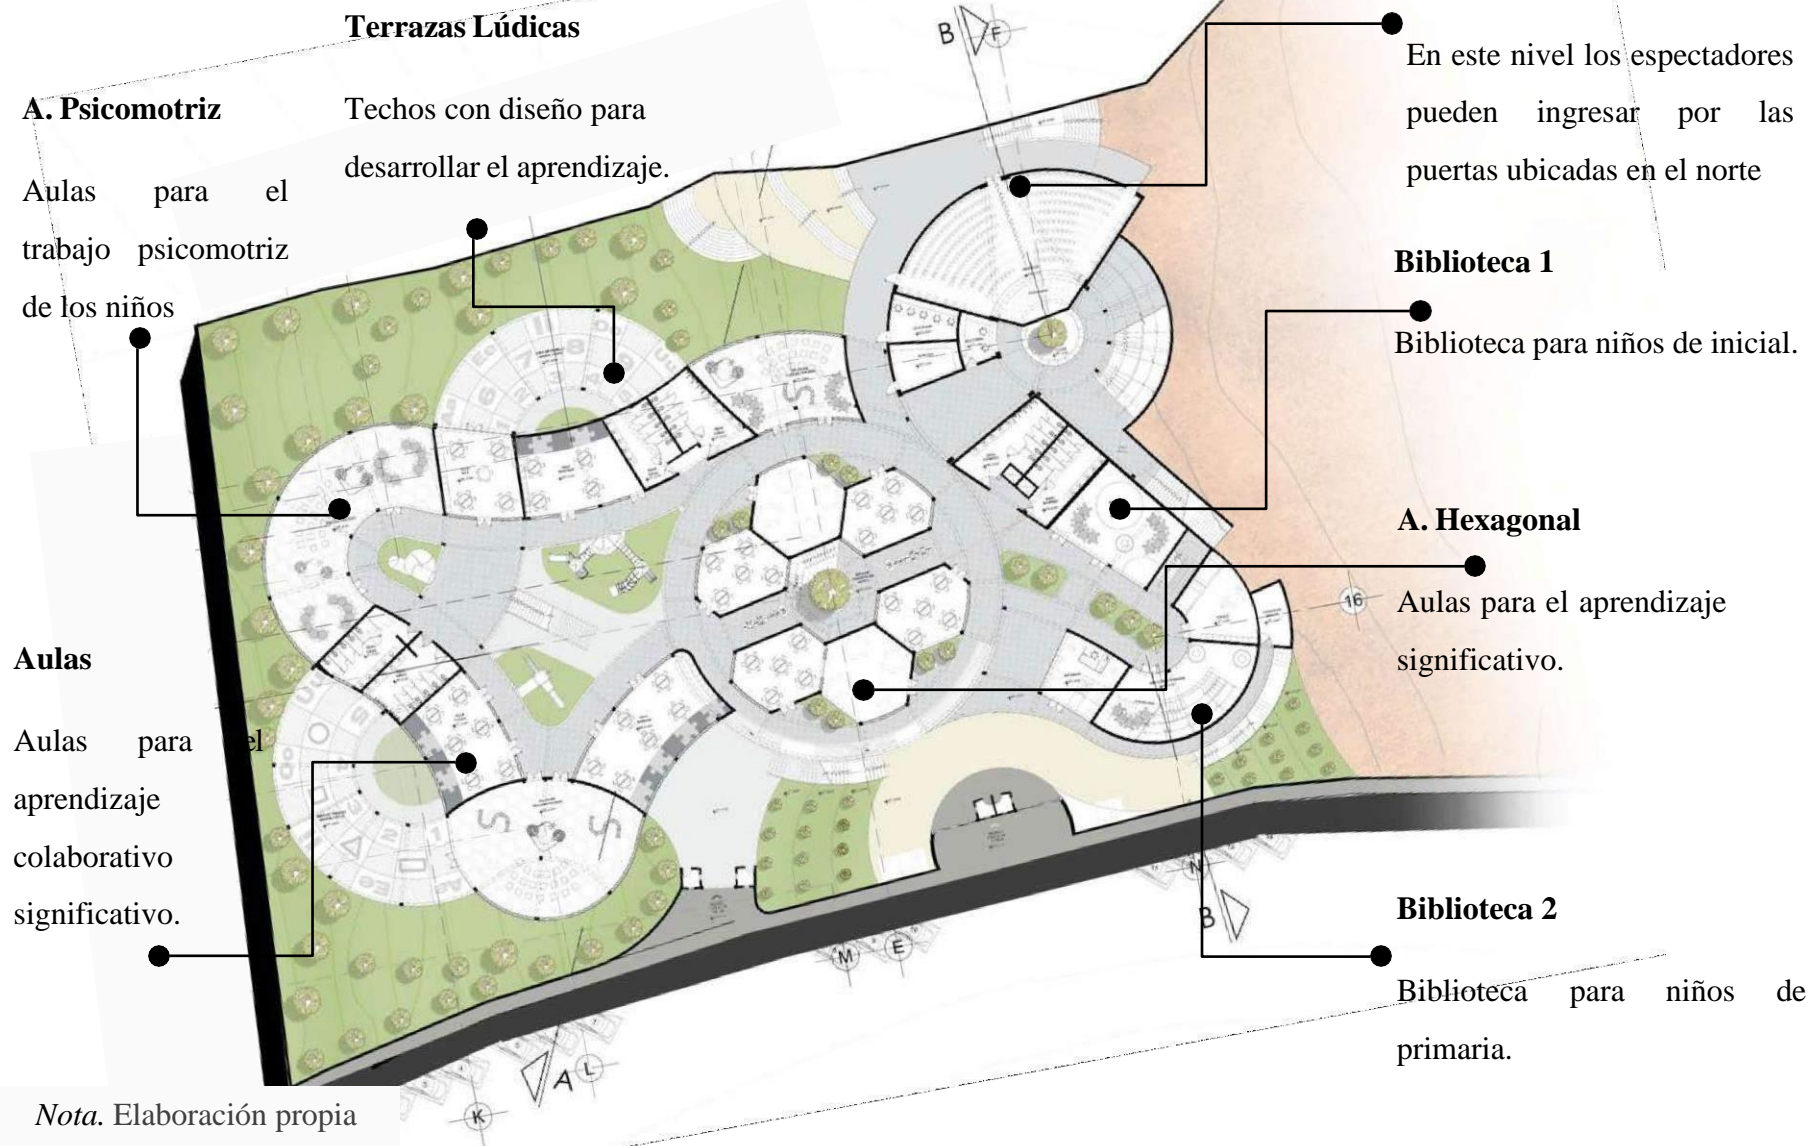 Terrazas Lúdicas
Techos con diseño para
desarrollar el aprendizaje.
A. Psicomotriz
Aulas para el
trabajo psicomotriz
de los niños
Aulas
Aulas para el
aprendizaje
colaborativo
significativo.
En este nivel los espectadores
pueden ingresar por las
puertas ubicadas en el norte
Biblioteca 1
Biblioteca para niños de inicial.
A. Hexagonal
Aulas para el aprendizaje
significativo.
Biblioteca 2
Biblioteca para niños de
primaria.
B
F
16
N
B
M
E
A
L
K
Nota. Elaboración propia